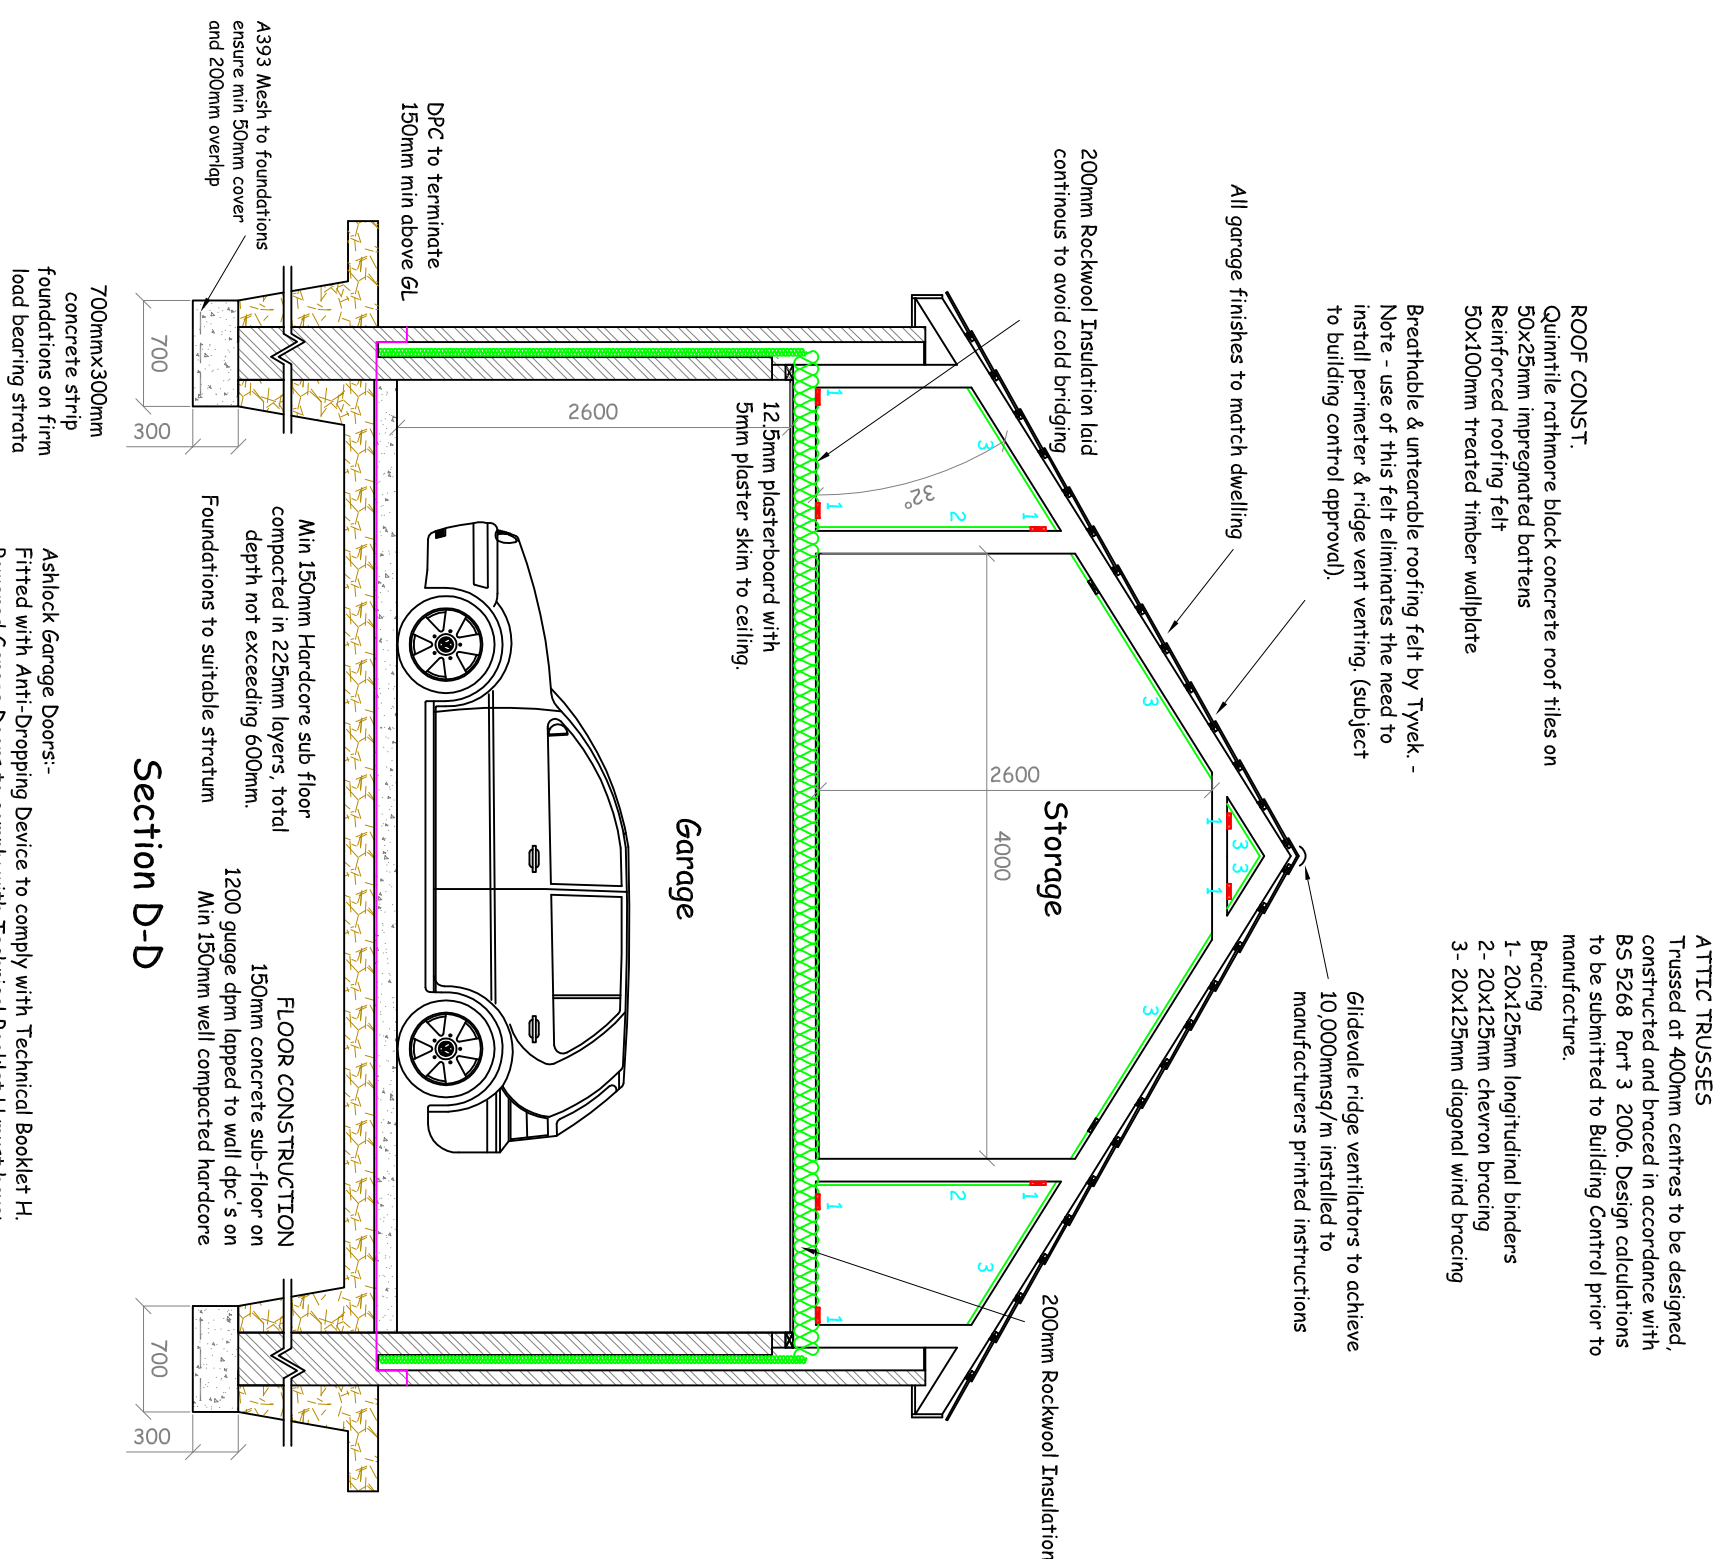 ROOF CONST.
Quinntile rathmore black concrete roof tiles on
50x25mm impregnated battens
Reinforced roofing felt
50x100mm treated timber wallplate
ATTIC TRUSSES
Trussed at 400mm centres to be designed,
constructed and braced in accordance with
BS 5268 Part 3 2006. Design calculations
to be submitted to Building Control prior to
manufacture.
Bracing
1- 20x125mm longitudinal binders
2- 20x125mm chevron bracing
3- 20x125mm diagonal wind bracing
Breathable & untearable roofing felt by Tyvek. -
Note - use of this felt eliminates the need to
install perimeter & ridge vent venting. (subject
to building control approval).
Glidevale ridge ventilators to achieve
10,000mmsq/m installed to
manufacturers printed instructions
All garage finishes to match dwelling
200mm Rockwool Insulation laid
continous to avoid cold bridging
200mm Rockwool Insulation
1
1
3
3
3
3
1
3
2
1
1
32°
Storage
2600
4000
1
2
3
1
1
12.5mm plasterboard with
5mm plaster skim to ceiling.
2600
Garage
DPC to terminate
150mm min above GL
A393 Mesh to foundations
ensure min 50mm cover
and 200mm overlap
Min 150mm Hardcore sub floor
compacted in 225mm layers, total
depth not exceeding 600mm.
Foundations to suitable stratum
FLOOR CONSTRUCTION
150mm concrete sub-floor on
1200 guage dpm lapped to wall dpc's on
Min 150mm well compacted hardcore
700
300
700
300
Section D-D
700mmx300mm
concrete strip
foundations on firm
load bearing strata
Ashlock Garage Doors:-
Fitted with Anti-Dropping Device to comply with Technical Booklet H.